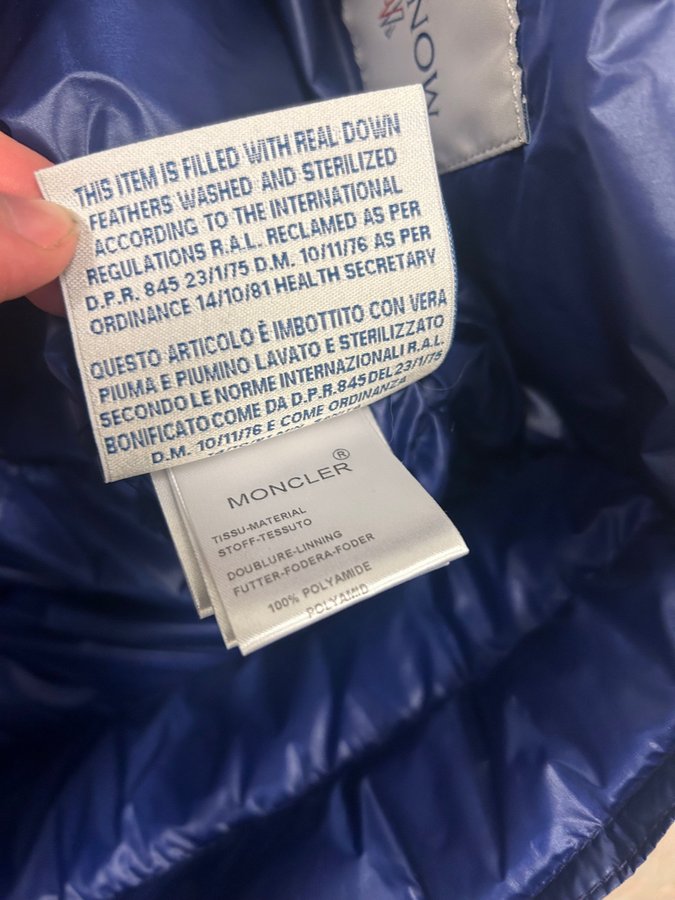 MONC
THIS ITEM IS FILLED WITH REAL DOWN
FEATHERS WASHED AND STERILIZED
ACCORDING TO THE INTERNATIONAL
REGULATIONS R.A.L. RECLAMED AS PER
D.P.R. 845 23/1/75 D.M. 10/11/76 AS PER
ORDINANCE 14/10/81 HEALTH SECRETARY
QUESTO ARTICOLO È IMBOTTITO CON VERA
PIUMA E PIUMINO LAVATO E STERILIZZATO
SECONDO LE NORME INTERNAZIONALI R.A.L.
BONIFICATO COME DA D.P.R. 845 DEL 23/1/75
D.M. 10/11/76 E COME ORDINANZA
MONCLER®
TISSU-MATERIAL
STOFF-TESSUTO
DOUBLURE-LINNING
FUTTER-FODERA-FODER
100% POLYAMIDE
POLYAMID